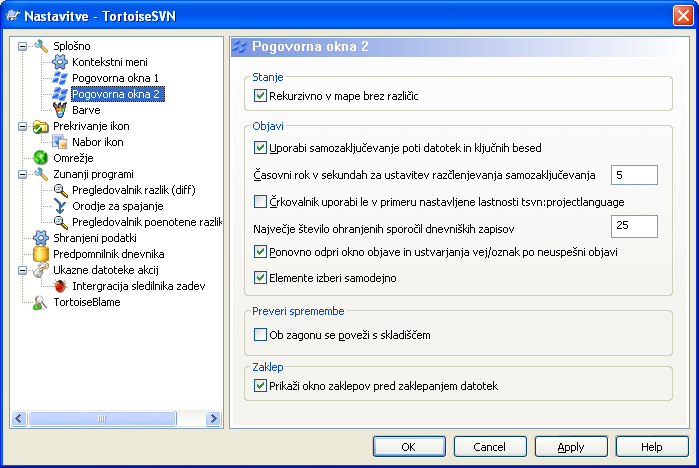 Nastavitve - TortoiseSVN
Splošno
Kontekstni meni
Pogovorna okna 1
Pogovorna okna 2
Barve
Prekrivanje ikon
Nabor ikon
Omrežje
Zunanji programi
Pregledovalnik razlik (diff)
Orodje za spajanje
Pregledovalnik poenotene razlik
Shranjeni podatki
Predpomnilnik dnevnika
Ukazne datoteke akcij
Intergracija sledilnika zadev
TortoiseBlame
Pogovorna okna 2
Stanje
Rekurzivno v mape brez različic
Objavi
Uporabi samozaključevanje poti datotek in ključnih besed
Časovni rok v sekundah za ustavitev razčlenjevanja samozaključevanja 5
Črkovalnik uporabi le v primeru nastavljene lastnosti tsvn:projectlanguage
Največje število ohranjenih sporočil dnevniških zapisov 25
Ponovno odpri okno objave in ustvarjanja vej/oznak po neuspešni objavi
Elemente izberi samodejno
Preveri spremembe
Ob zagonu se poveži s skladiščem
Zaklep
Prikaži okno zaklepov pred zaklepanjem datotek
OK Cancel Apply Help